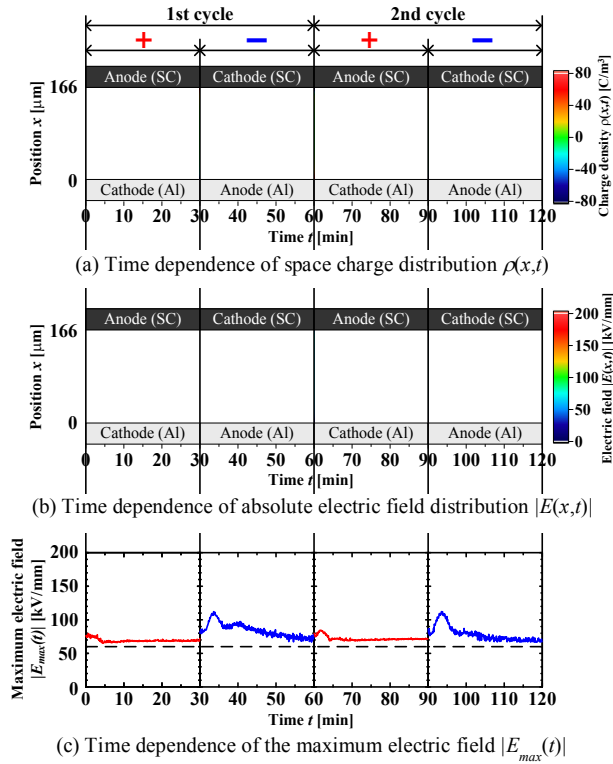 1st cycle 2nd cycle
+ − + −
Anode (SC) Cathode (SC) Anode (SC) Cathode (SC)
166
Position x [μm]
0
Cathode (Al) Anode (Al) Cathode (Al) Anode (Al)
0 10 20 30 40 50 60 70 80 90 100 110 120
Time t [min]
80
40
0
-40
-80
Charge density ρ(x,t) [C/m³]
(a) Time dependence of space charge distribution ρ(x,t)
Anode (SC) Cathode (SC) Anode (SC) Cathode (SC)
166
Position x [μm]
0
Cathode (Al) Anode (Al) Cathode (Al) Anode (Al)
0 10 20 30 40 50 60 70 80 90 100 110 120
Time t [min]
200
150
100
50
0
Electric field |E(x,t)| [kV/mm]
(b) Time dependence of absolute electric field distribution |E(x,t)|
Maximum electric field
|Emax(t)| [kV/mm]
200
150
100
50
0
0 10 20 30 40 50 60 70 80 90 100 110 120
Time t [min]
(c) Time dependence of the maximum electric field |Emax(t)|